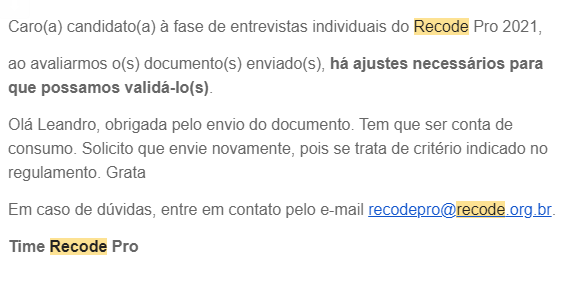 Caro(a) candidato(a) à fase de entrevistas individuais do Recode Pro 2021,
ao avaliarmos o(s) documento(s) enviado(s), há ajustes necessários para
que possamos validá-lo(s).
Olá Leandro, obrigada pelo envio do documento. Tem que ser conta de
consumo. Solicito que envie novamente, pois se trata de critério indicado no
regulamento. Grata
Em caso de dúvidas, entre em contato pelo e-mail recodepro@recode.org.br.
Time Recode Pro